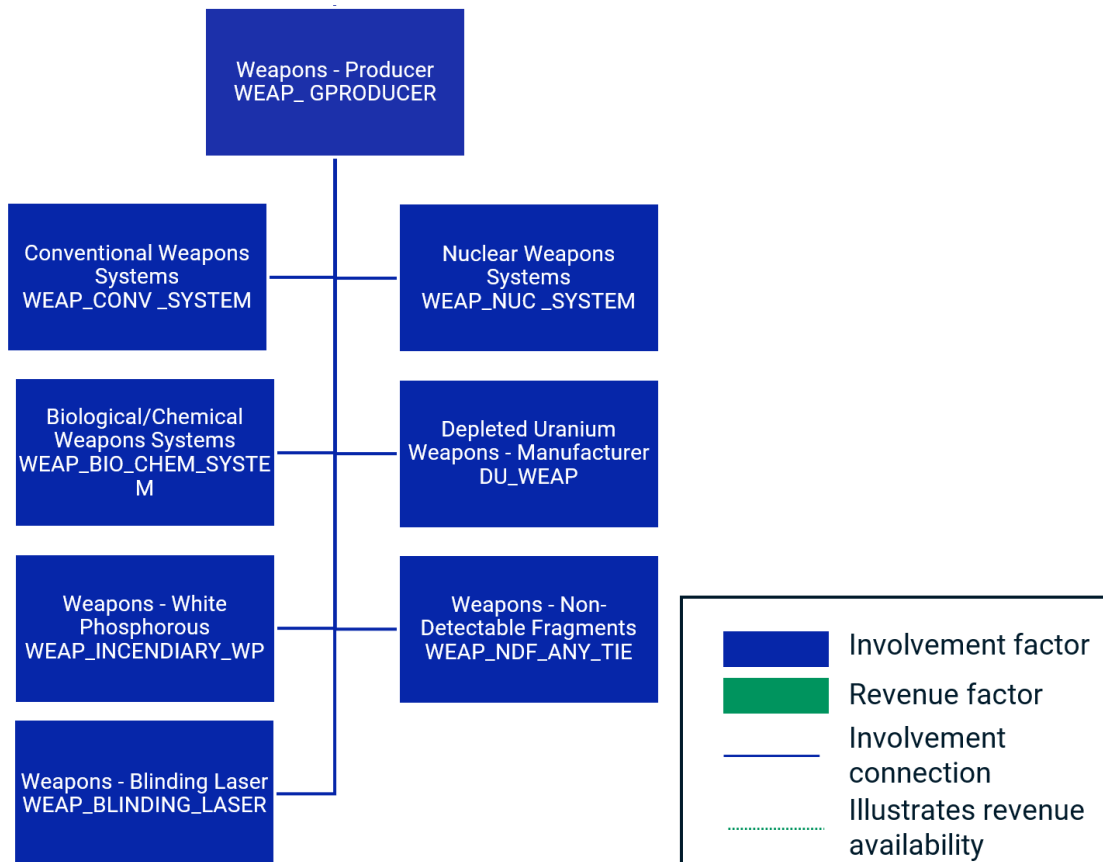 Weapons - Producer
WEAP_ GPRODUCER
Conventional Weapons
Systems
WEAP_CONV _SYSTEM
Nuclear Weapons
Systems
WEAP_NUC _SYSTEM
Biological/Chemical
Weapons Systems
WEAP_BIO_CHEM_SYSTE
M
Depleted Uranium
Weapons - Manufacturer
DU_WEAP
Weapons - White
Phosphorous
WEAP_INCENDIARY_WP
Weapons - Non-
Detectable Fragments
WEAP_NDF_ANY_TIE
Weapons - Blinding Laser
WEAP_BLINDING_LASER
Involvement factor
Revenue factor
Involvement
connection
Illustrates revenue
availability